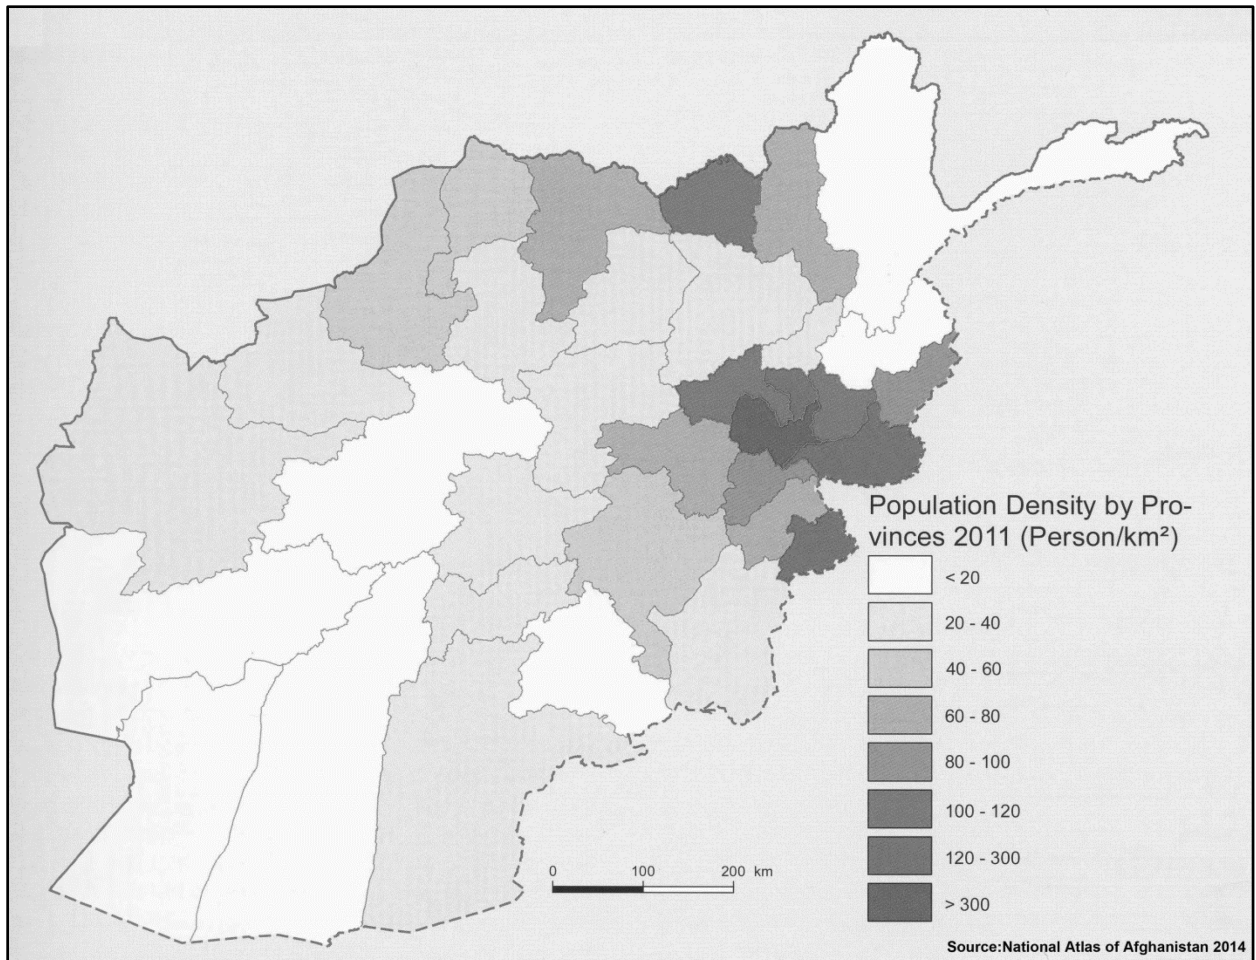 Population Density by Pro-
vinces 2011 (Person/km²)
< 20
20 - 40
40 - 60
60 - 80
80 - 100
100 - 120
120 - 300
> 300
0 100 200 km
Source:National Atlas of Afghanistan 2014